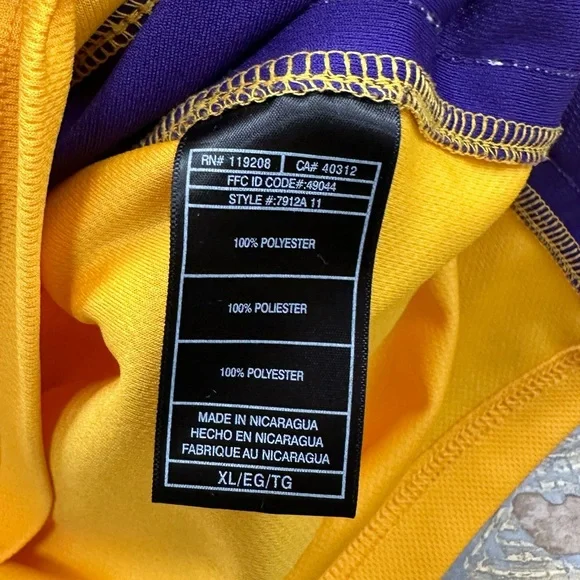 RN# 119208 CA# 40312
FFC ID CODE#:49044
STYLE #:7912A 11
100% POLYESTER
100% POLIESTER
100% POLYESTER
MADE IN NICARAGUA
HECHO EN NICARAGUA
FABRIQUE AU NICARAGUA
XL/EG/TG